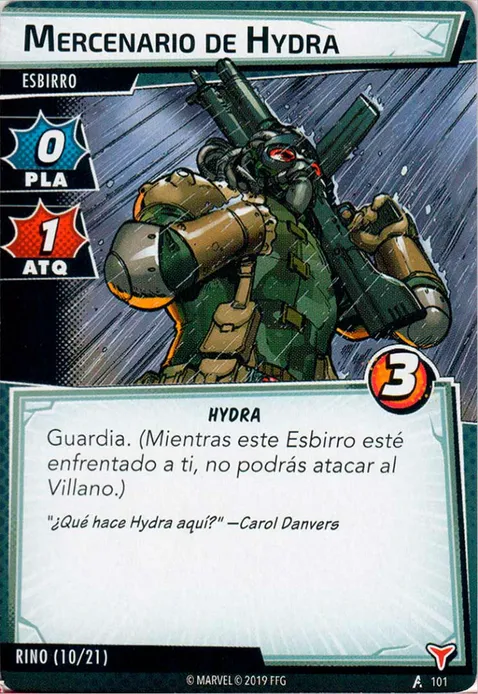 MERCENARIO DE HYDRA
ESBIRRO
0
PLA
1
ATQ
3
HYDRA
Guardia. (Mientras este Esbirro esté
enfrentado a ti, no podrás atacar al
Villano.)
"¿Qué hace Hydra aquí?" —Carol Danvers
RINO (10/21)
© MARVEL © 2019 FFG
101